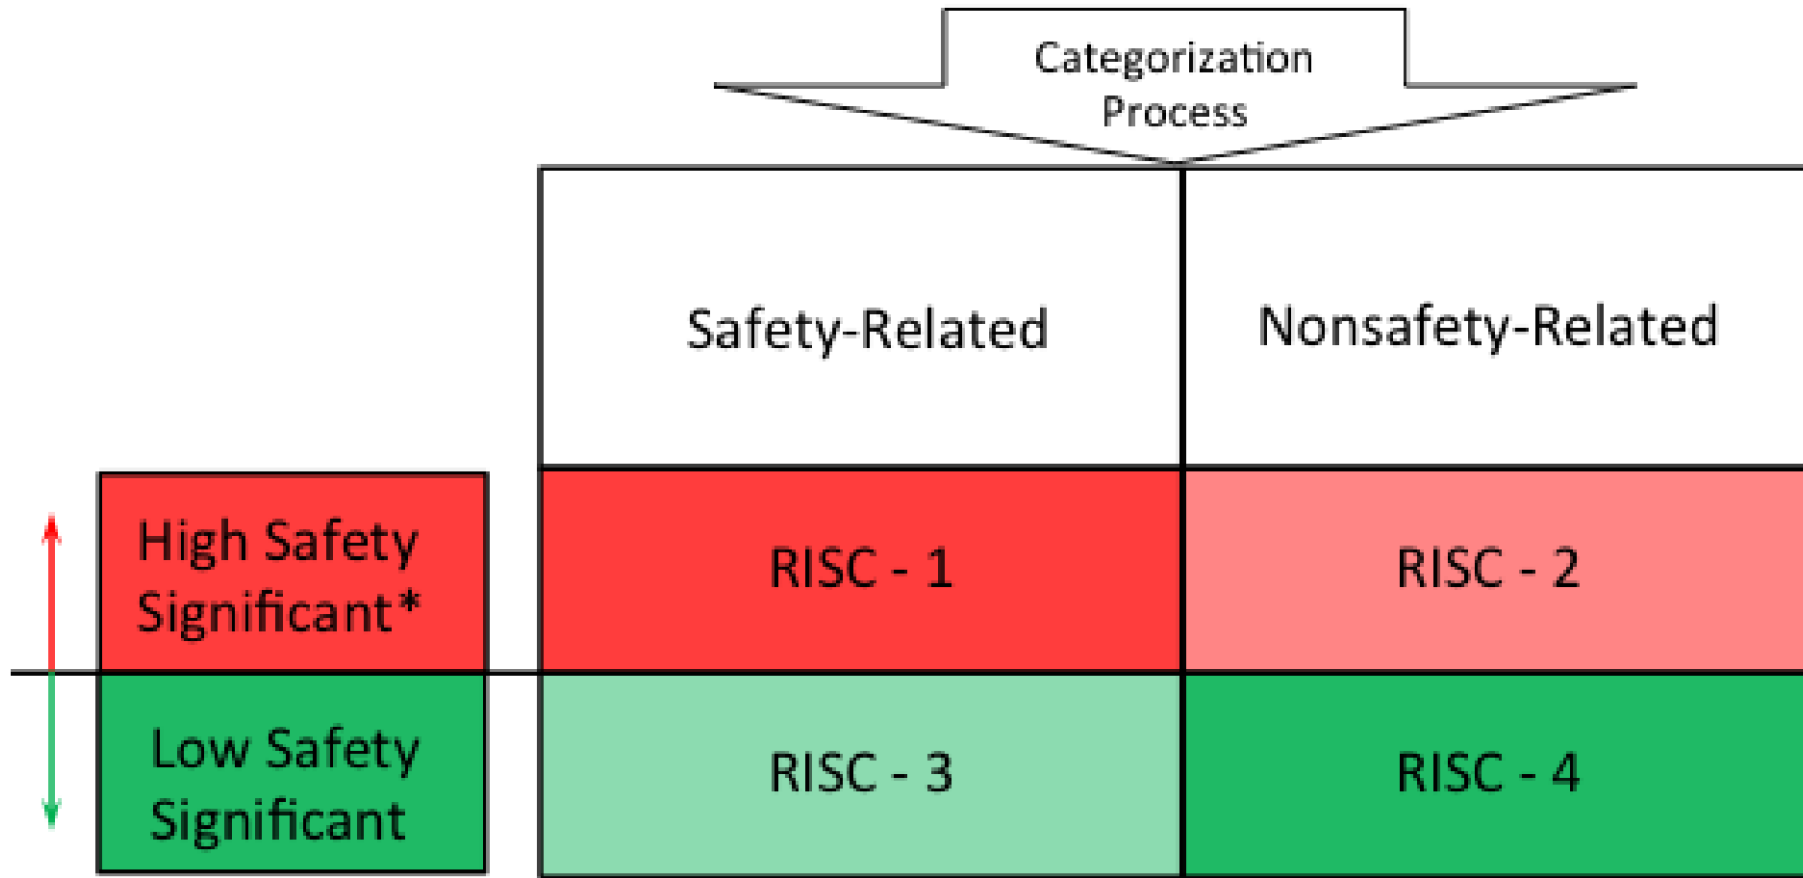 Categorization
Process
Safety-Related
Nonsafety-Related
High Safety
Significant*
RISC - 1
RISC - 2
Low Safety
Significant
RISC - 3
RISC - 4